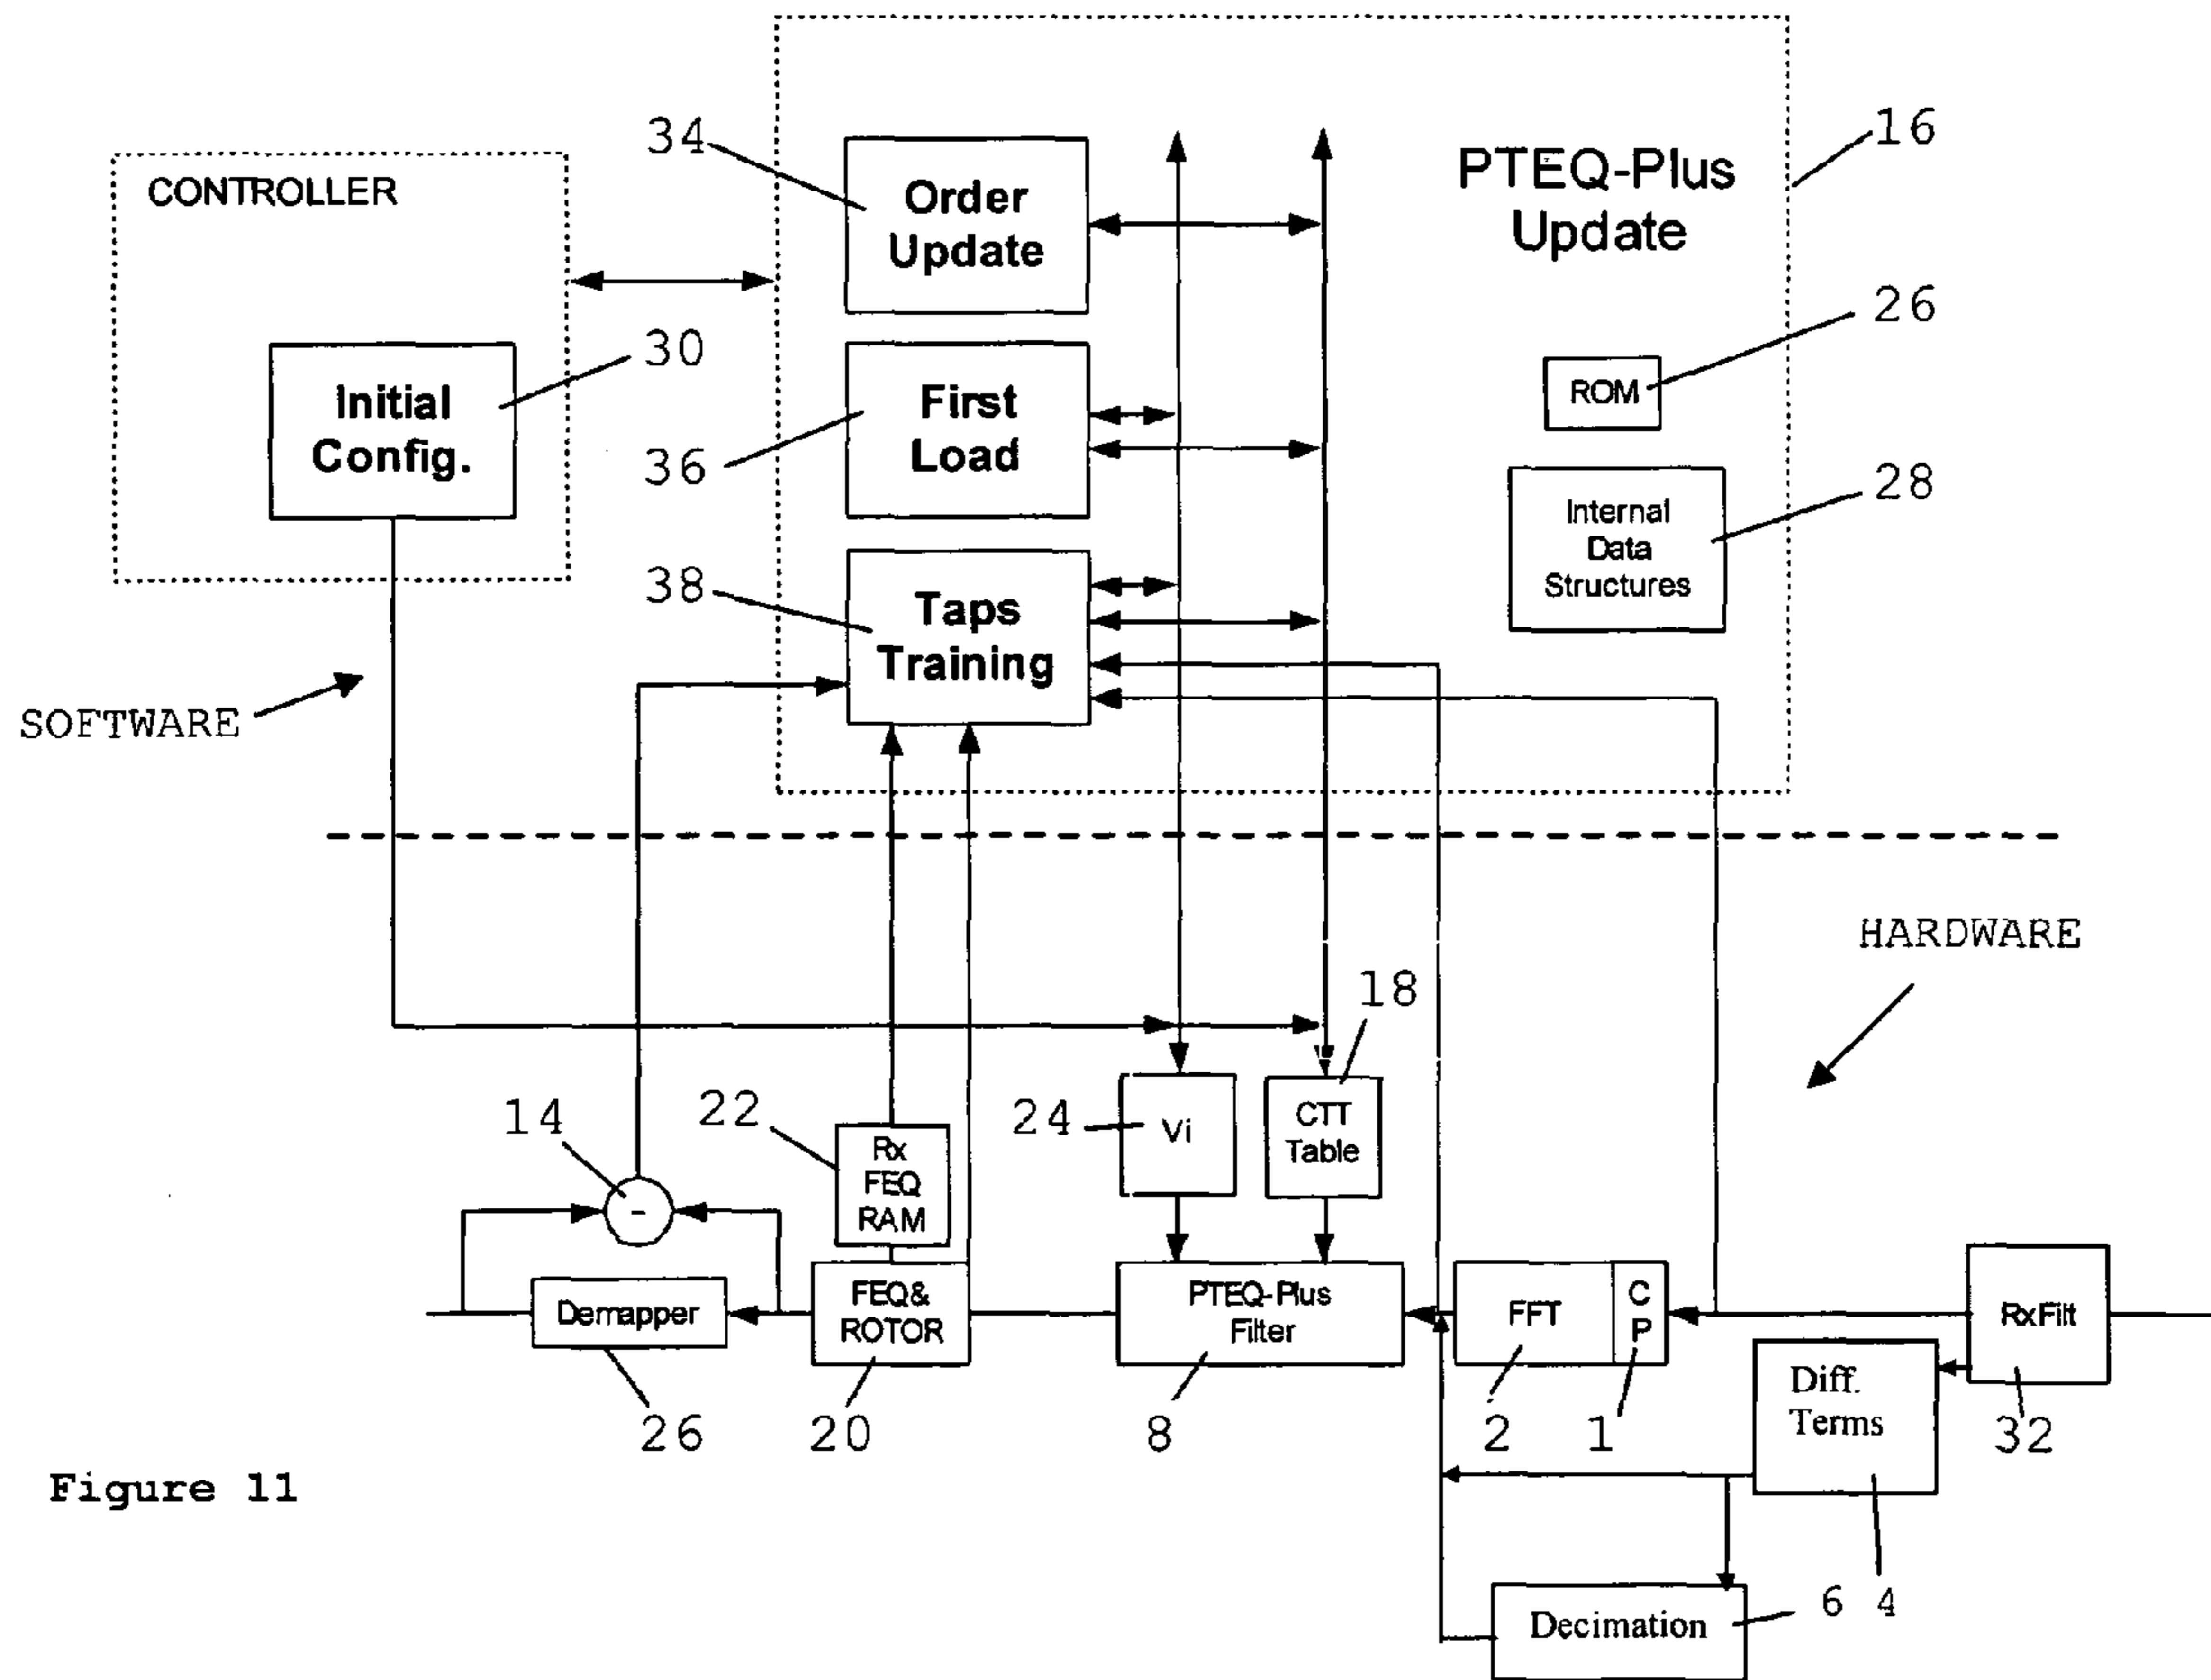 16
34
PTEQ-Plus
Update
CONTROLLER
Order
Update
26
30
ROM
Initial
Config.
First
Load
36
28
Internal
Data
Structures
38
Taps
Training
SOFTWARE
HARDWARE
18
22
14
24
Vi
CTT
Table
Rx
FEQ
RAM
-
Demapper
FEQ&
ROTOR
PTEQ-Plus
Filter
FFT
C
P
RxFilt
Diff.
Terms
26
20
8
2
1
32
Figure 11
6 4
Decimation